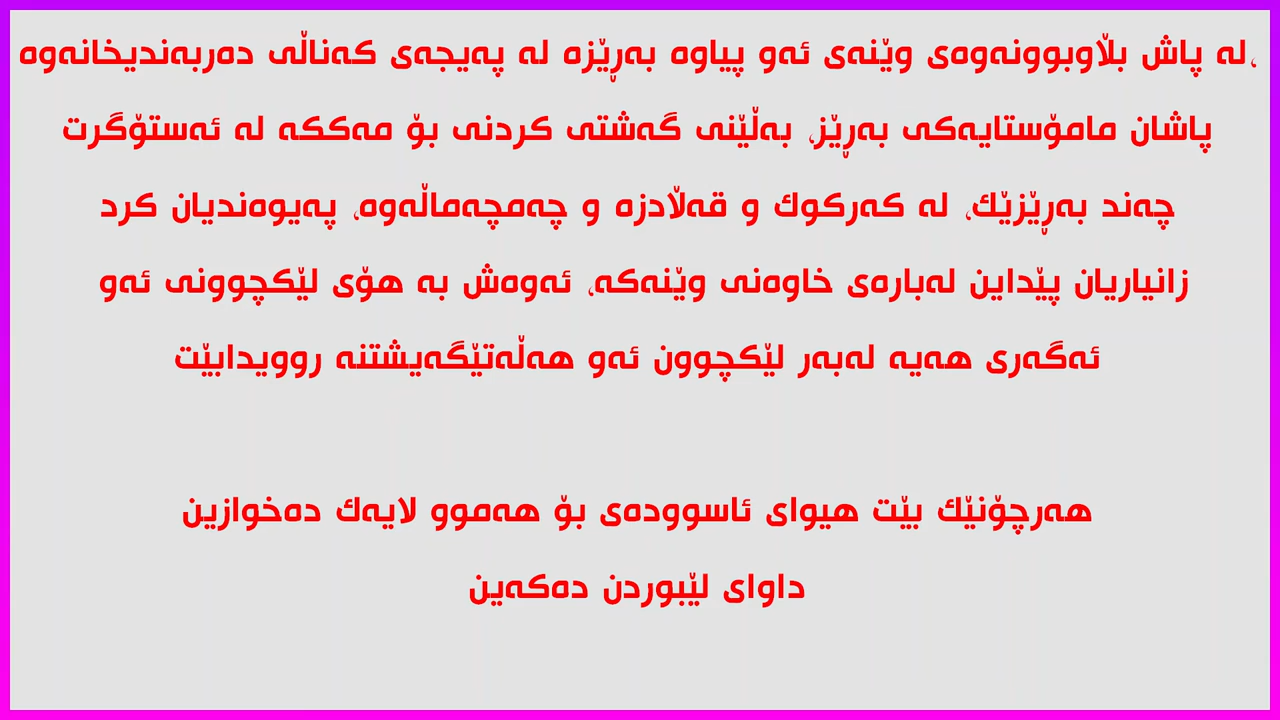 لە پاش بڵاوبوونەوەی وێنەی ئەو پیاوە بەڕێزە لە پەیجەی کەناڵی دەربەندیخانەوە،
پاشان مامۆستایەکی بەڕێز، بەڵێنی گەشتی کردنی بۆ مەککە لە ئەستۆگرت
چەند بەڕێزێك، لە کەرکوك و قەڵادزە و چەمچەماڵەوە، پەیوەندیان کرد
زانیاریان پێداین لەبارەی خاوەنی وێنەکە، ئەوەش بە هۆی لێکچوونی ئەو
ئەگەری هەیە لەبەر لێکچوون ئەو هەڵەتێگەیشتنە روویدابێت
هەرچۆنێك بێت هیوای ئاسوودەی بۆ هەموو لایەك دەخوازین
داوای لێبوردن دەکەین